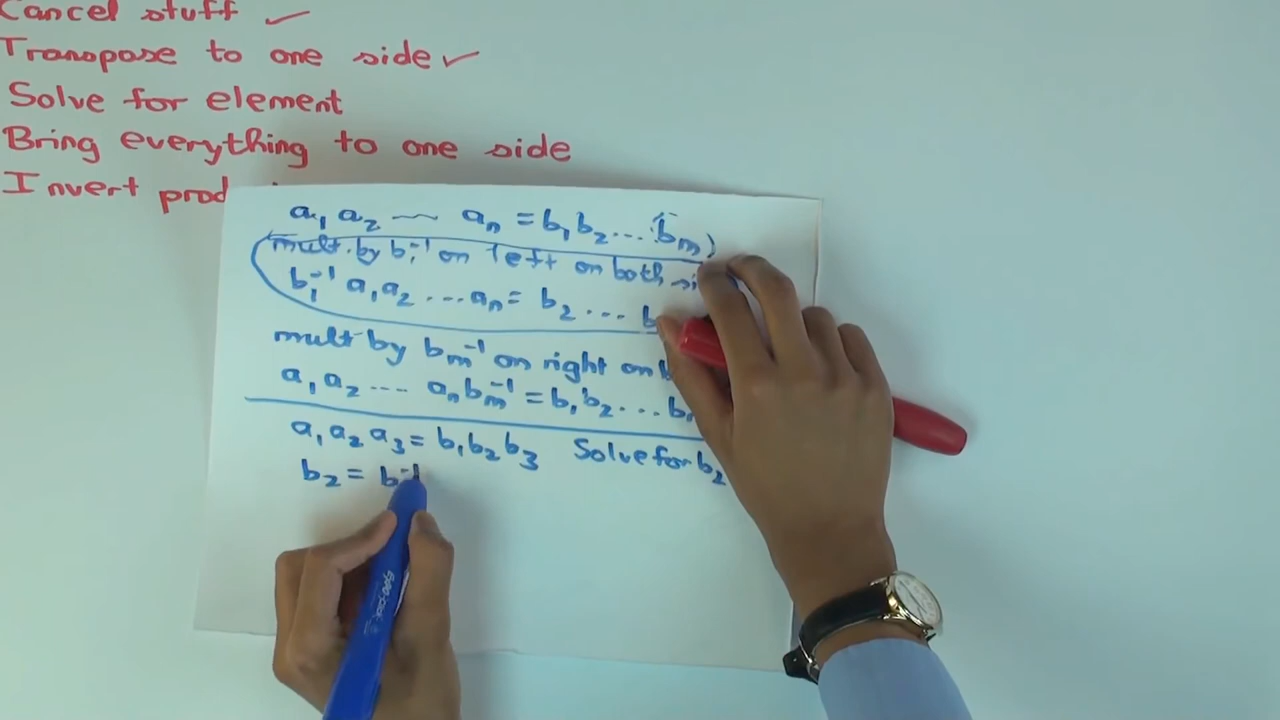 Cancel stuff ✓
Transpose to one side ✓
Solve for element
Bring everything to one side
Invert prod
a₁ a₂ ~ aₙ = b₁ b₂ ... bₘ)
mult. by b₁⁻¹ on left on both si
b₁⁻¹ a₁ a₂ ... aₙ = b₂ ... b
mult by bₘ⁻¹ on right on
a₁ a₂ ... aₙ bₘ⁻¹ = b₁ b₂ ...
a₁ a₂ a₃ = b₁ b₂ b₃ Solve for b₂
b₂ = b⁻¹